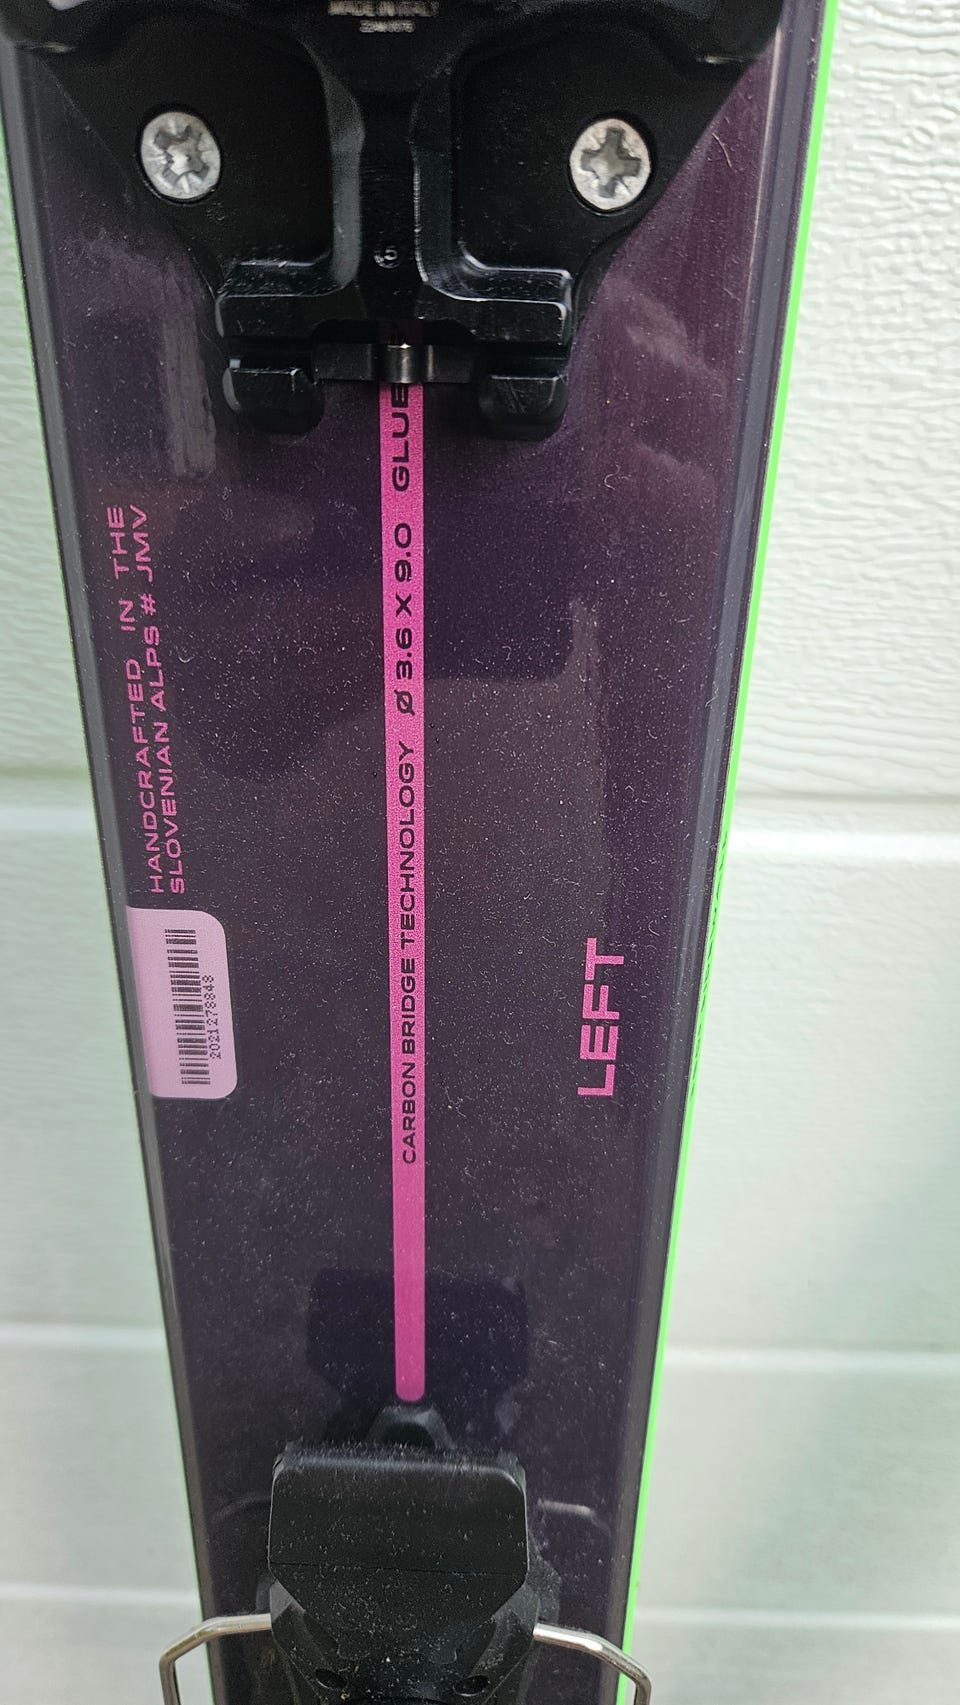 MADE IN ITALY
5
HANDCRAFTED IN THE
SLOVENIAN ALPS # JMV
2021278848
CARBON BRIDGE TECHNOLOGY Ø 3.6 X 9.0 GLUE
LEFT